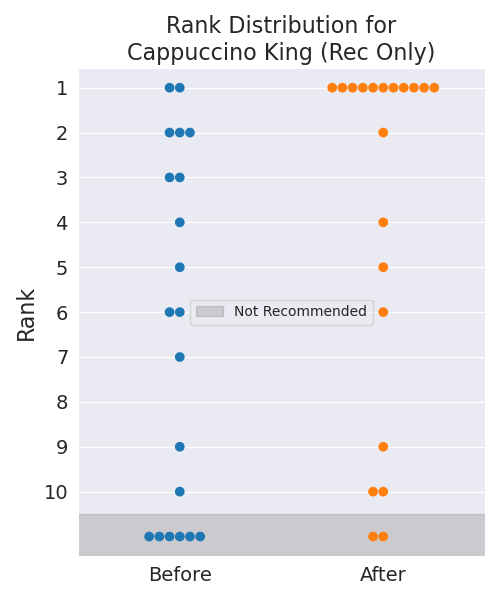 Rank Distribution for
Cappuccino King (Rec Only)
Rank
1
2
3
4
5
6
7
8
9
10
Not Recommended
Before
After